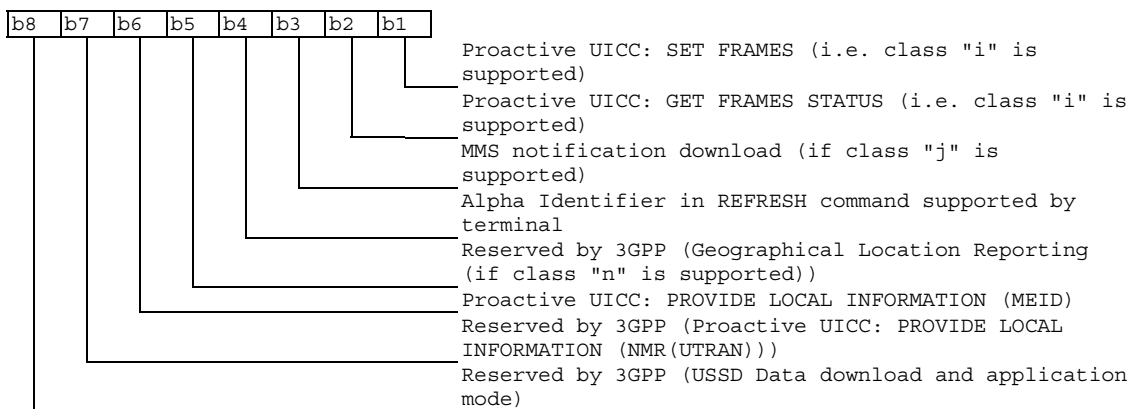 b8 b7 b6 b5 b4 b3 b2 b1
Proactive UICC: SET FRAMES (i.e. class "i" is
supported)
Proactive UICC: GET FRAMES STATUS (i.e. class "i" is
supported)
MMS notification download (if class "j" is
supported)
Alpha Identifier in REFRESH command supported by
terminal
Reserved by 3GPP (Geographical Location Reporting
(if class "n" is supported))
Proactive UICC: PROVIDE LOCAL INFORMATION (MEID)
Reserved by 3GPP (Proactive UICC: PROVIDE LOCAL
INFORMATION (NMR(UTRAN)))
Reserved by 3GPP (USSD Data download and application
mode)